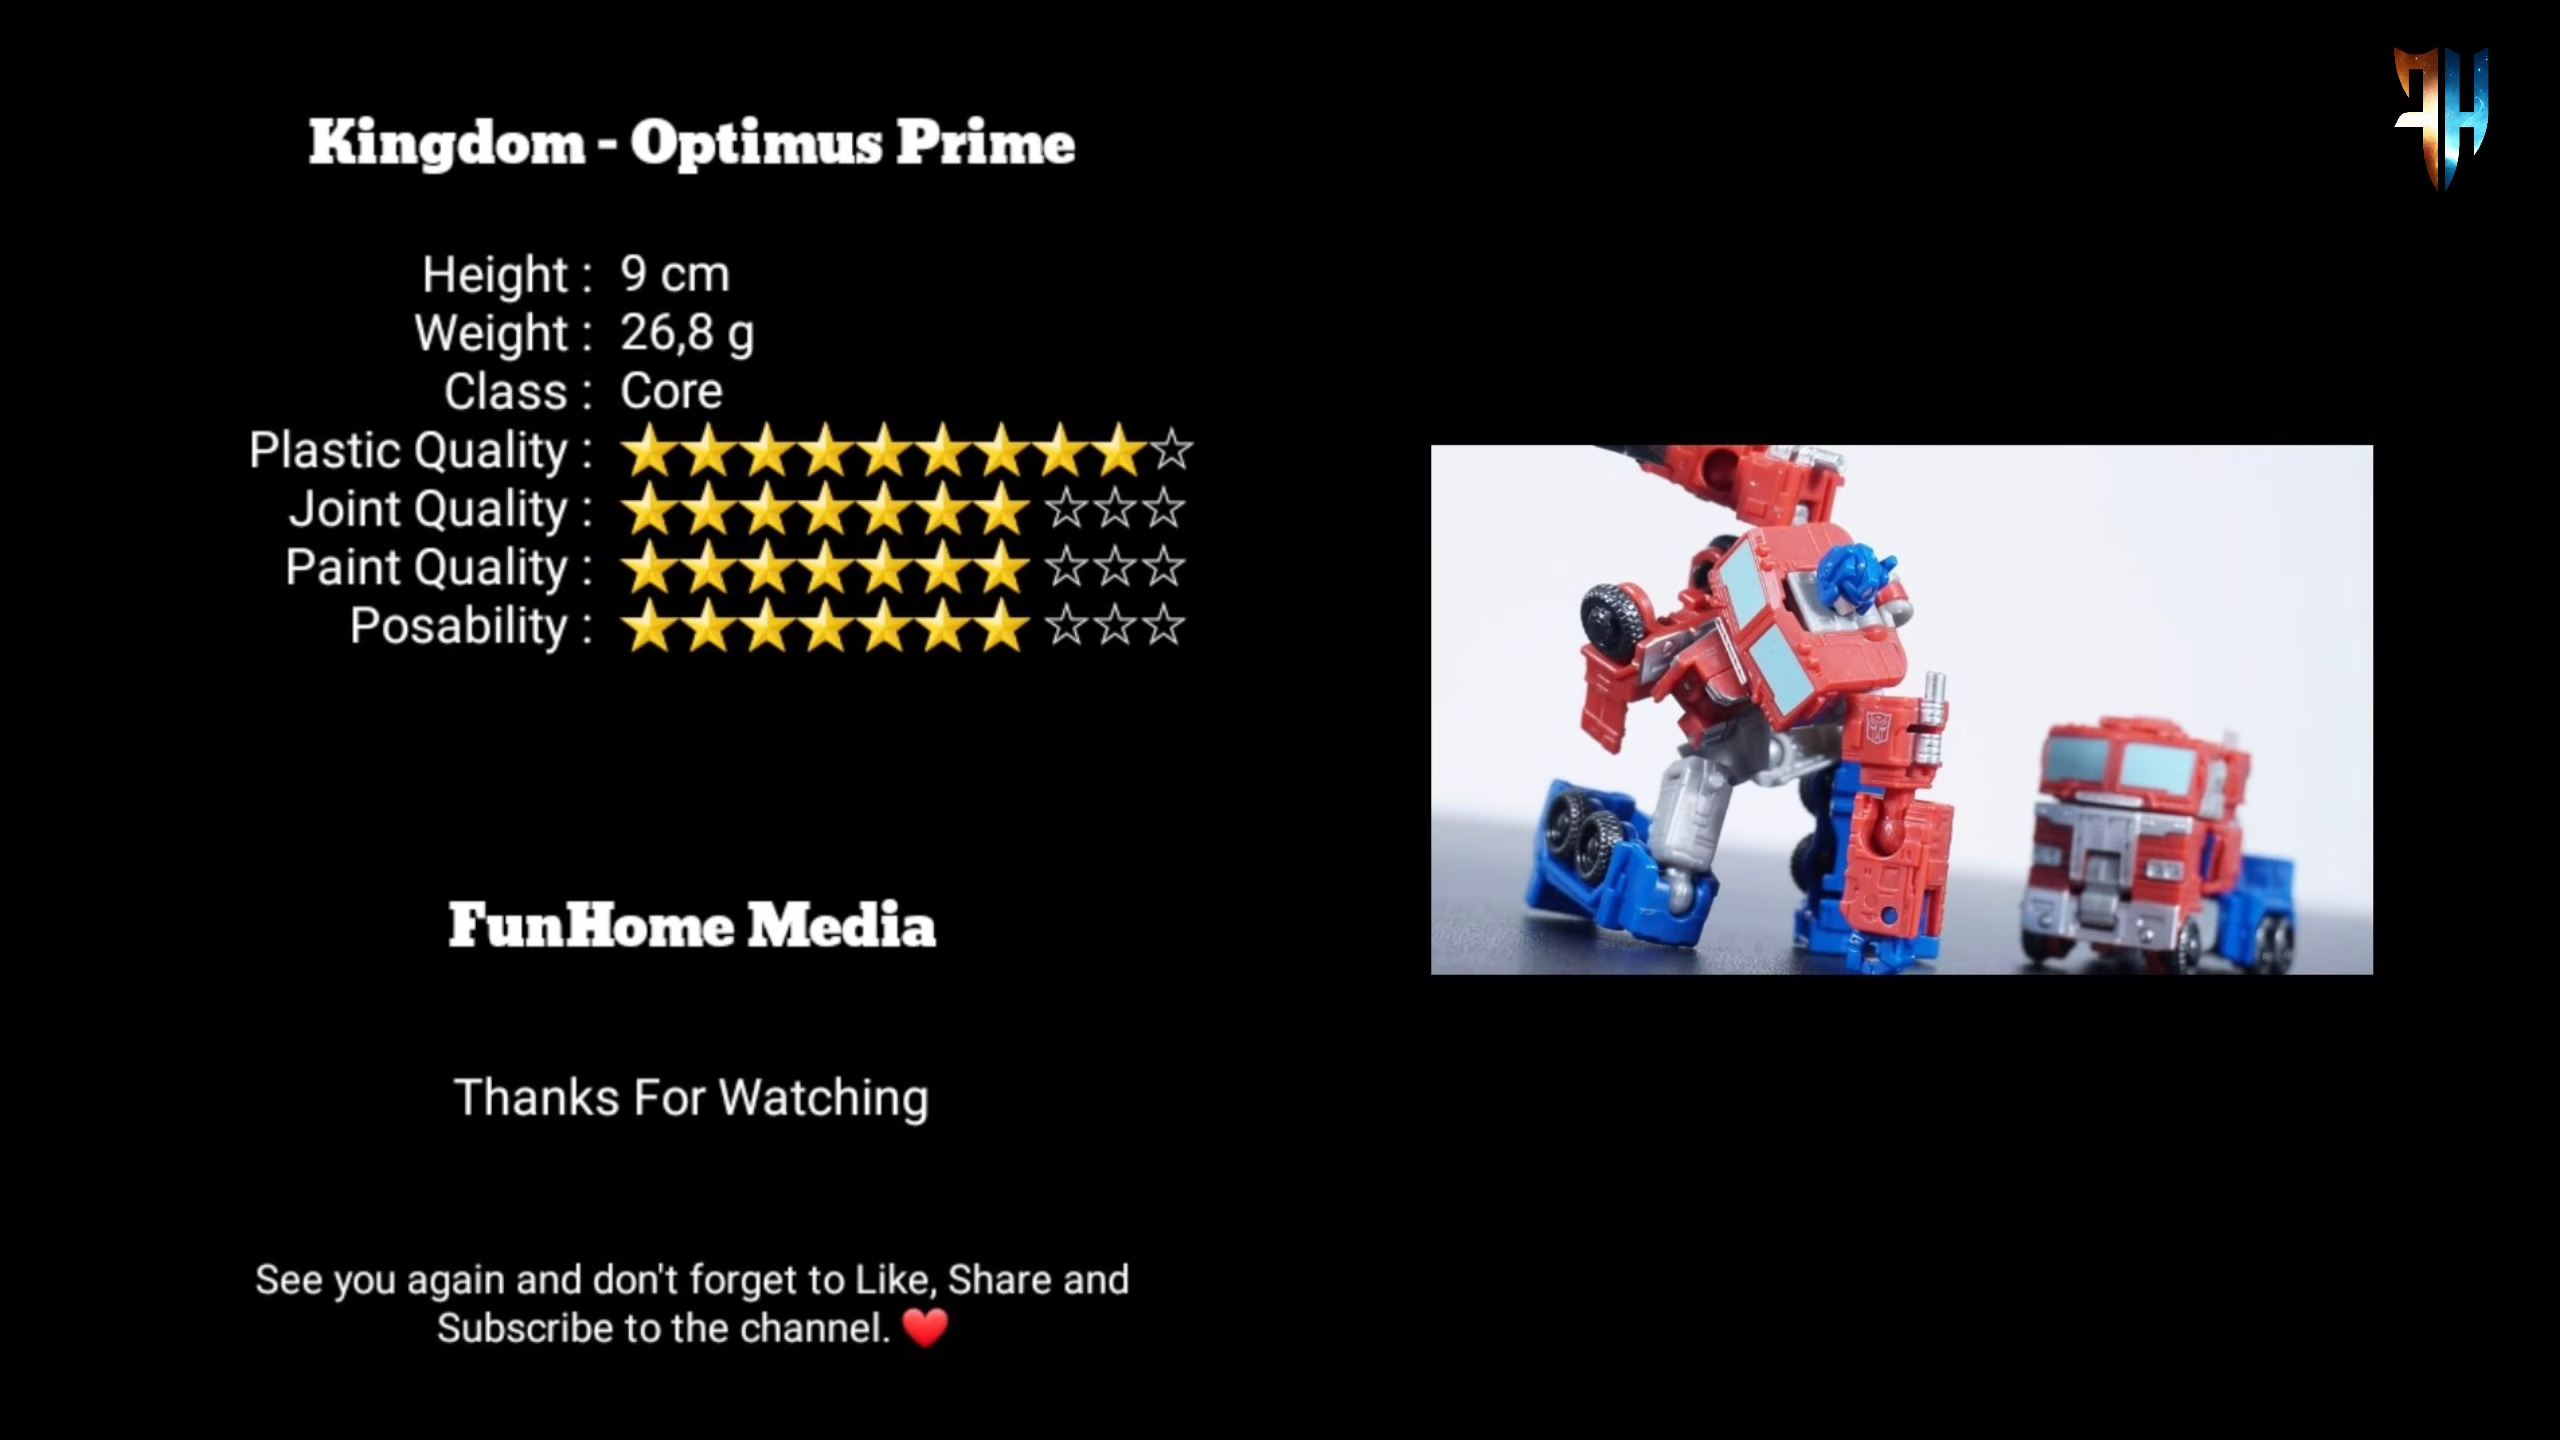 Kingdom - Optimus Prime
Height : 9 cm
Weight : 26,8 g
Class : Core
Plastic Quality : ⭐⭐⭐⭐⭐⭐⭐⭐⭐☆
Joint Quality : ⭐⭐⭐⭐⭐⭐⭐☆☆☆
Paint Quality : ⭐⭐⭐⭐⭐⭐⭐☆☆☆
Posability : ⭐⭐⭐⭐⭐⭐⭐☆☆☆
FunHome Media
Thanks For Watching
See you again and don't forget to Like, Share and
Subscribe to the channel. ❤️
FH